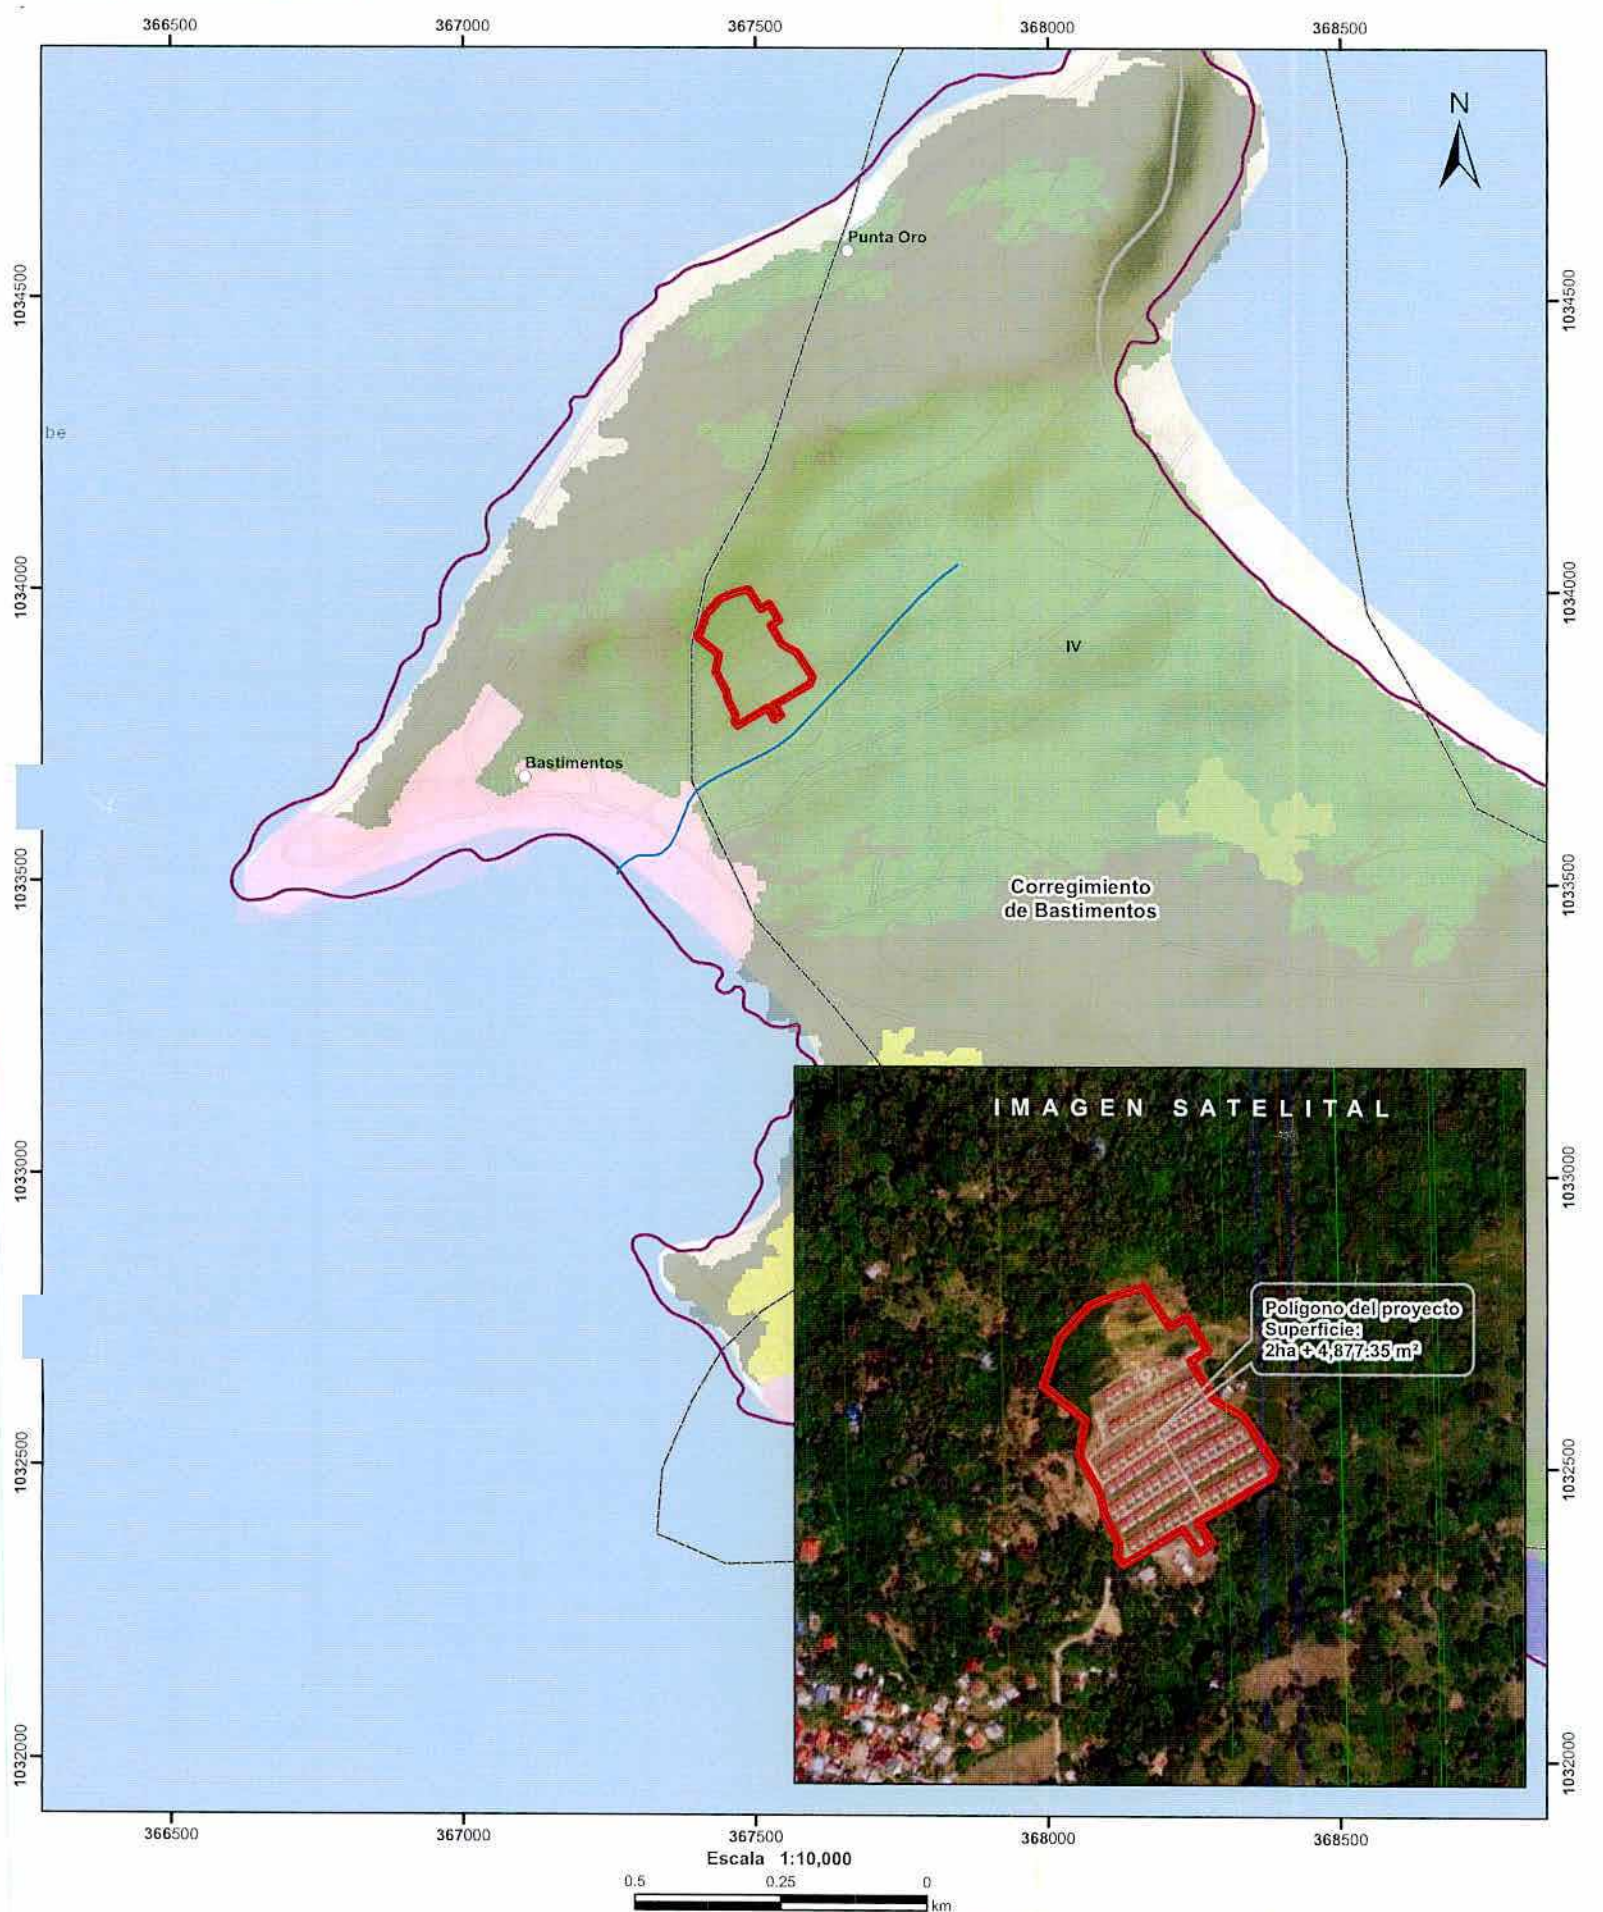 366500 367000 367500 368000 368500
N
Punta Oro
1034500 1034500
be
1034000 1034000
IV
Bastimentos
1033500 1033500
Corregimiento
de Bastimentos
IMAGEN SATELITAL
1033000 1033000
Polígono del proyecto
Superficie:
2ha + 4,877.35 m²
1032500 1032500
1032000 1032000
366500 367000 367500 368000 368500
Escala 1:10,000
0.5 0.25 0
km